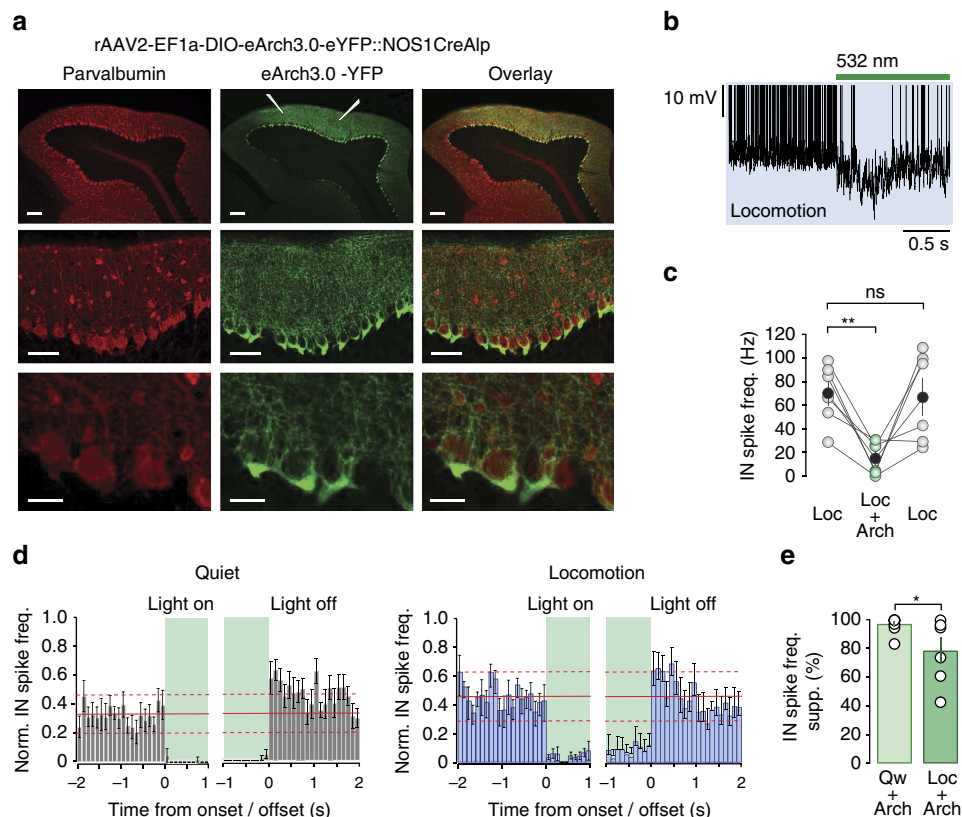 a
rAAV2-EF1a-DIO-eArch3.0-eYFP::NOS1CreAlp
Parvalbumin
eArch3.0 -YFP
Overlay
b
532 nm
10 mV
Locomotion
0.5 s
c
ns
**
IN spike freq. (Hz)
120
100
80
60
40
20
0
Loc
Loc
+
Arch
Loc
d
Quiet
Light on
Light off
Norm. IN spike freq.
1.0
0.8
0.6
0.4
0.2
0
−2
−1
0
1
−1
0
1
2
Time from onset / offset (s)
Locomotion
Light on
Light off
Norm. IN spike freq.
1.0
0.8
0.6
0.4
0.2
0
−2
−1
0
1
−1
0
1
2
Time from onset / offset (s)
e
*
IN spike freq.
supp. (%)
100
80
60
40
20
0
Qw
+
Arch
Loc
+
Arch